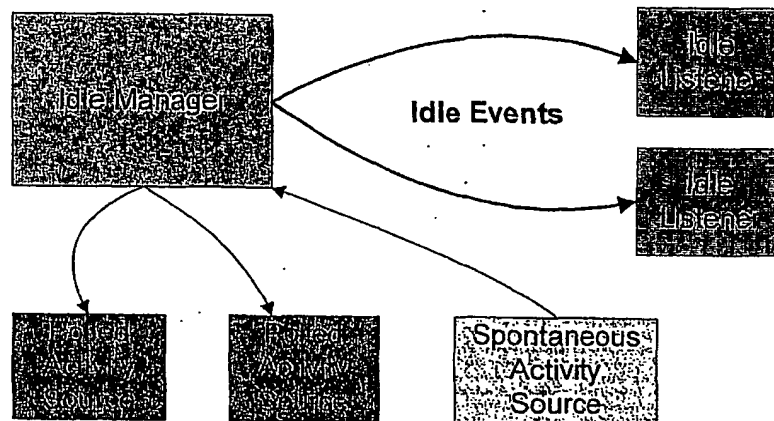 Idle Manager
Idle Events
Idle
Listener
Idle
Listener
Polled
Activity
Source
Polled
Activity
Source
Spontaneous
Activity
Source